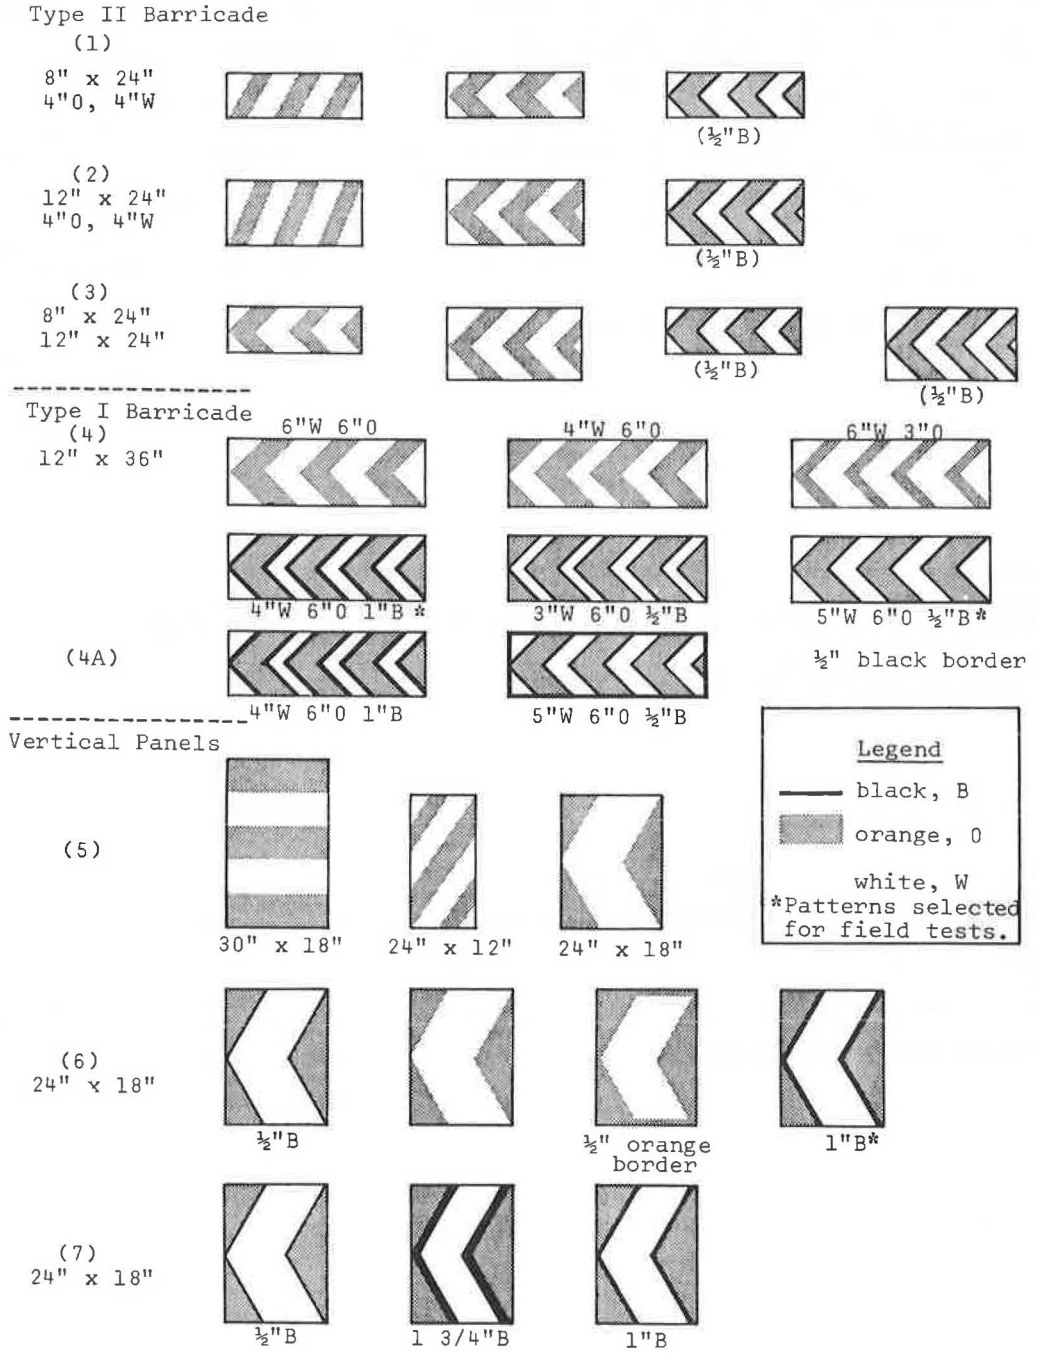 Type II Barricade
(1)
8" x 24"
4"O, 4"W
(½"B)
(2)
12" x 24"
4"O, 4"W
(½"B)
(3)
8" x 24"
12" x 24"
(½"B)
(½"B)
Type I Barricade
(4)
12" x 36"
6"W 6"O
4"W 6"O
6"W 3"O
4"W 6"O 1"B *
3"W 6"O ½"B
5"W 6"O ½"B*
(4A)
4"W 6"O 1"B
5"W 6"O ½"B
½" black border
Vertical Panels
Legend
black, B
orange, O
white, W
*Patterns selected
for field tests.
(5)
30" x 18"
24" x 12"
24" x 18"
(6)
24" x 18"
½"B
½" orange
border
1"B*
(7)
24" x 18"
½"B
1 3/4"B
1"B